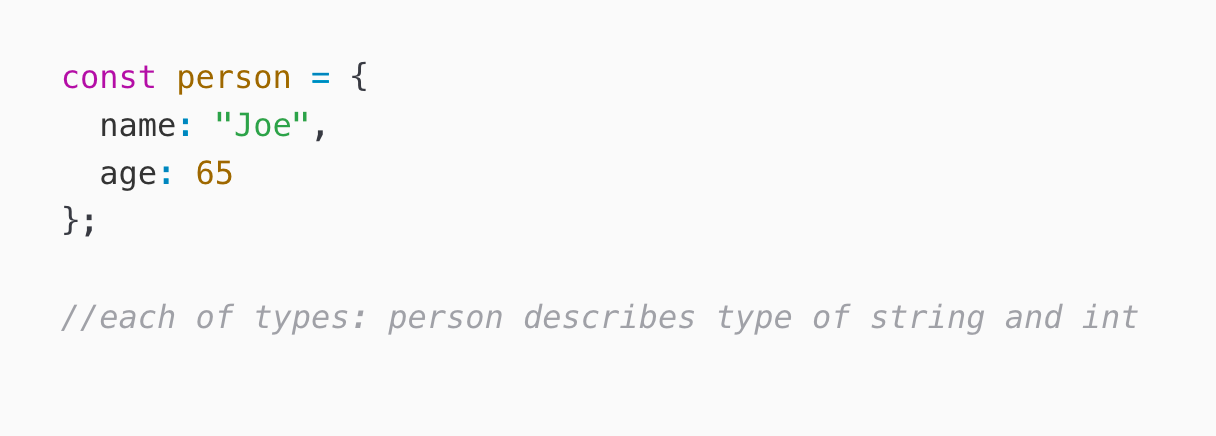 const person = {
  name: "Joe",
  age: 65
};
//each of types: person describes type of string and int